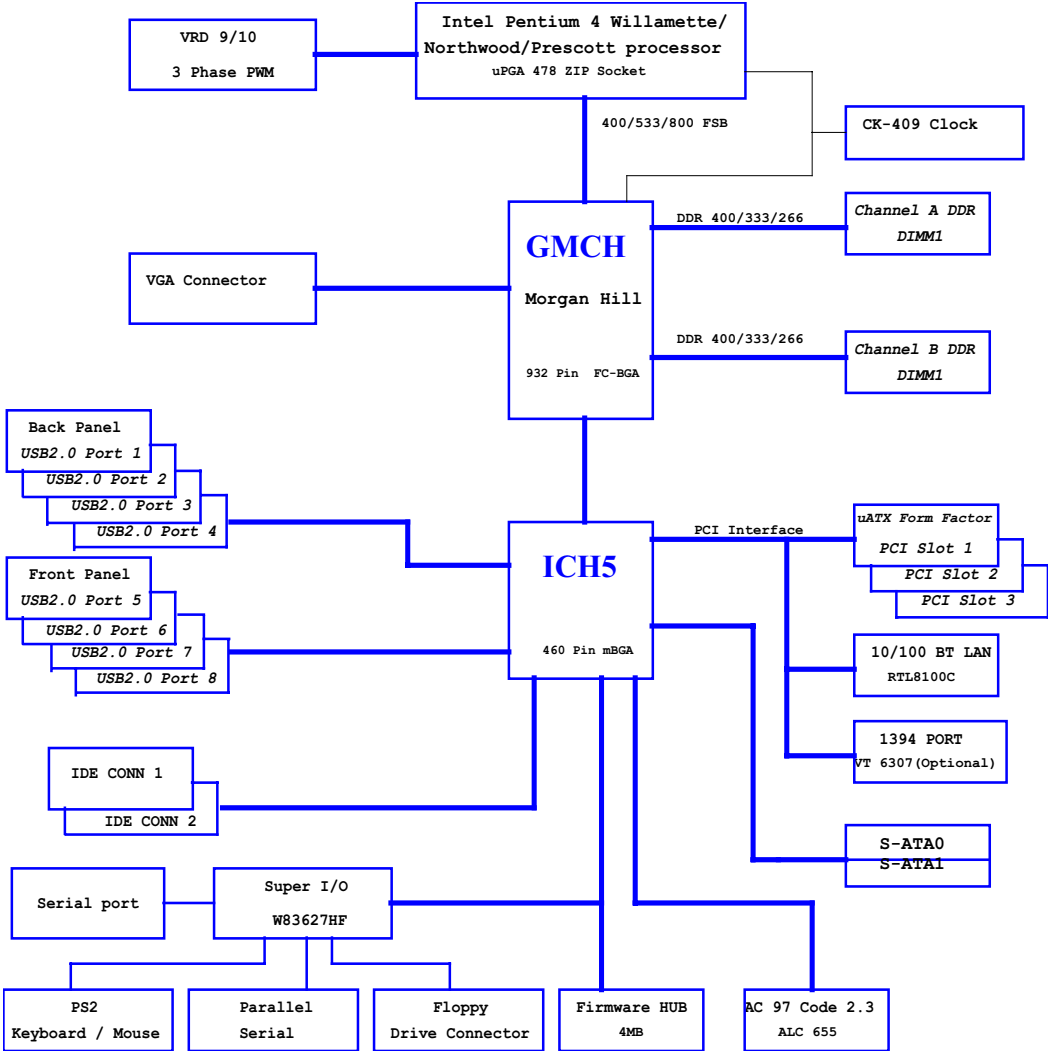 VRD 9/10
3 Phase PWM
Intel Pentium 4 Willamette/
Northwood/Prescott processor
uPGA 478 ZIP Socket
400/533/800 FSB
CK-409 Clock
DDR 400/333/266
Channel A DDR
DIMM1
GMCH
Morgan Hill
932 Pin FC-BGA
VGA Connector
DDR 400/333/266
Channel B DDR
DIMM1
Back Panel
USB2.0 Port 1
USB2.0 Port 2
USB2.0 Port 3
USB2.0 Port 4
Front Panel
USB2.0 Port 5
USB2.0 Port 6
USB2.0 Port 7
USB2.0 Port 8
ICH5
460 Pin mBGA
PCI Interface
uATX Form Factor
PCI Slot 1
PCI Slot 2
PCI Slot 3
10/100 BT LAN
RTL8100C
1394 PORT
VT 6307(Optional)
IDE CONN 1
IDE CONN 2
S-ATA0
S-ATA1
Serial port
Super I/O
W83627HF
PS2
Keyboard / Mouse
Parallel
Serial
Floppy
Drive Connector
Firmware HUB
4MB
AC 97 Code 2.3
ALC 655